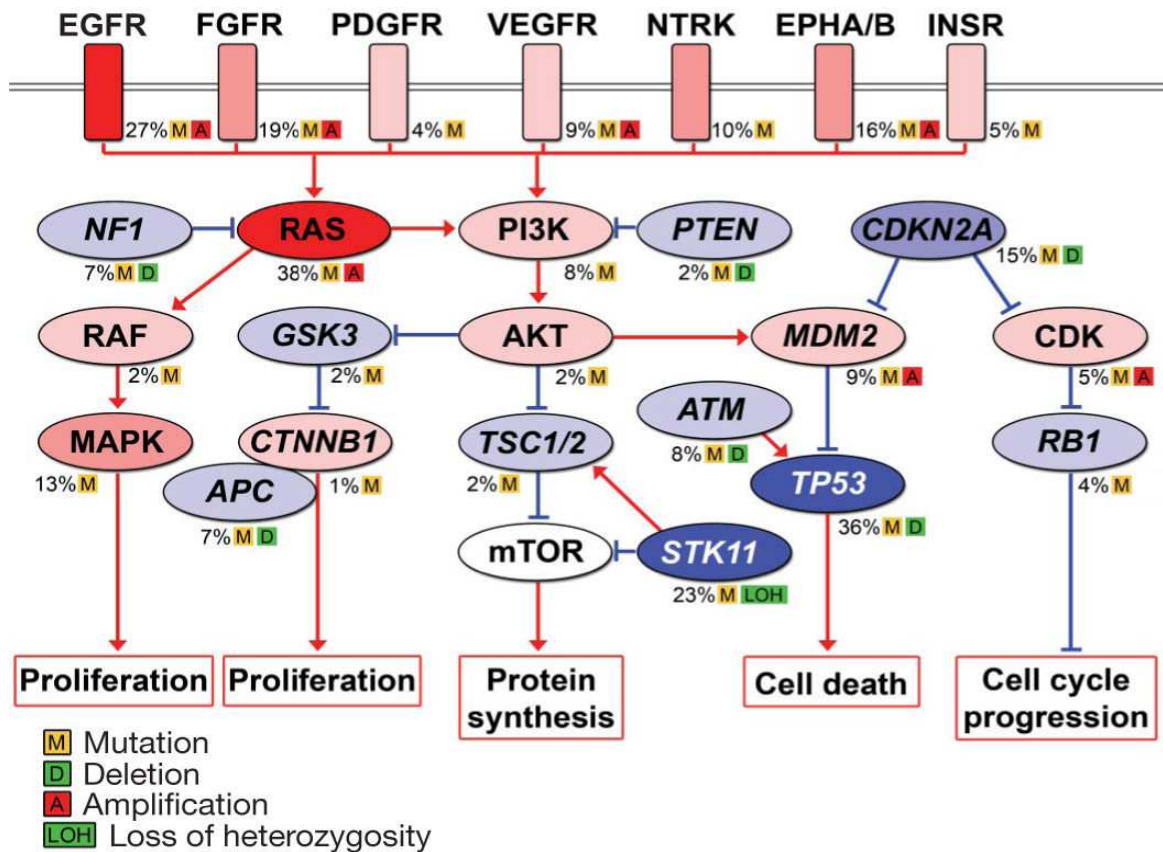 EGFR FGFR PDGFR VEGFR NTRK EPHA/B INSR
27% M A 19% M A 4% M 9% M A 10% M 16% M A 5% M
NF1 RAS PI3K PTEN CDKN2A
7% M D 38% M A 8% M 2% M D 15% M D
RAF GSK3 AKT MDM2 CDK
2% M 2% M 2% M 9% M A 5% M A
ATM
8% M D
MAPK CTNNB1 TSC1/2 RB1
13% M 1% M 2% M 4% M
APC TP53
7% M D 36% M D
mTOR STK11
23% M LOH
Proliferation Proliferation Protein Cell death Cell cycle
synthesis progression
M Mutation
D Deletion
A Amplification
LOH Loss of heterozygosity